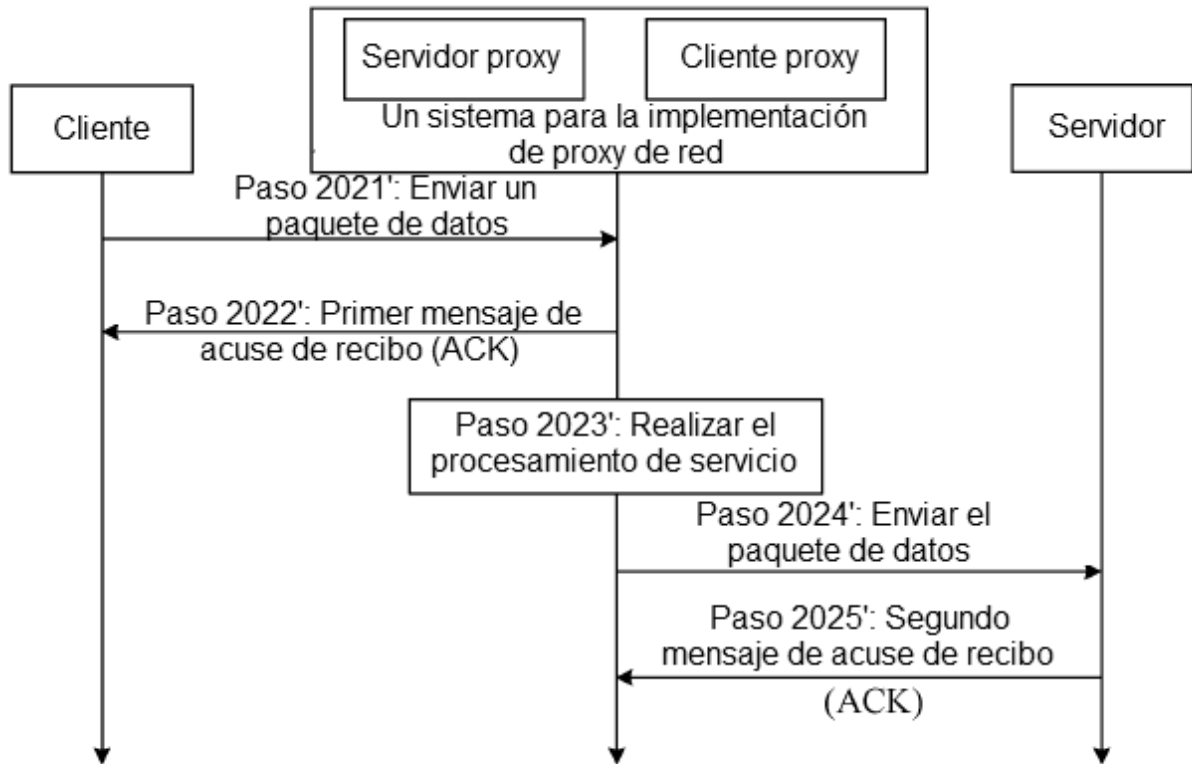 Servidor proxy
Cliente proxy
Un sistema para la implementación
de proxy de red
Cliente
Servidor
Paso 2021': Enviar un
paquete de datos
Paso 2022': Primer mensaje de
acuse de recibo (ACK)
Paso 2023': Realizar el
procesamiento de servicio
Paso 2024': Enviar el
paquete de datos
Paso 2025': Segundo
mensaje de acuse de recibo
(ACK)